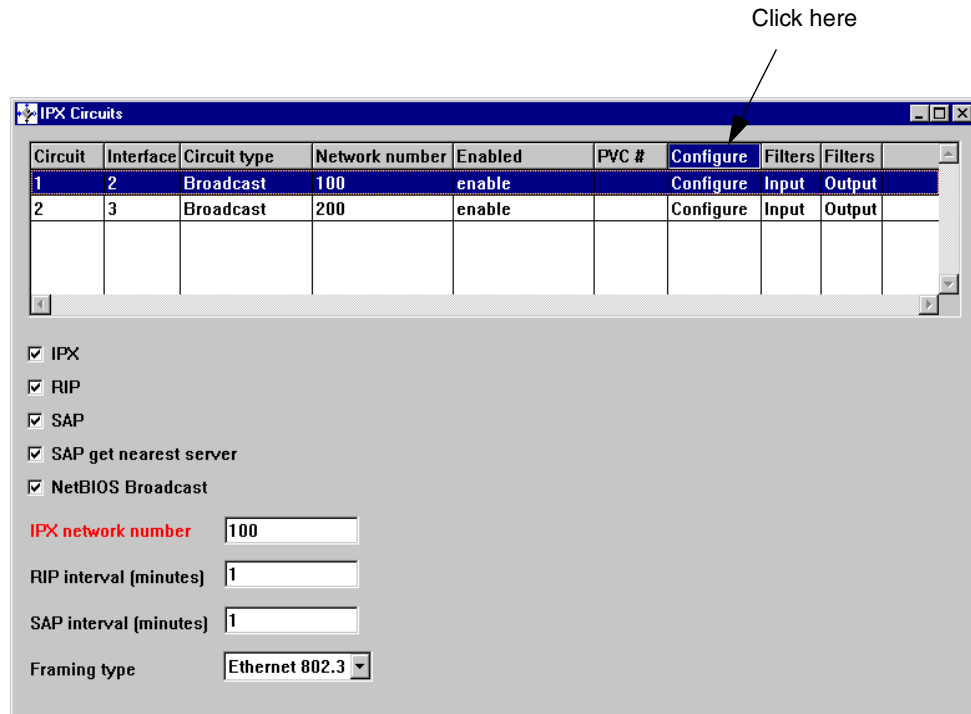 Click here
IPX Circuits
Circuit Interface Circuit type Network number Enabled PVC # Configure Filters Filters
1 2 Broadcast 100 enable Configure Input Output
2 3 Broadcast 200 enable Configure Input Output
IPX
RIP
SAP
SAP get nearest server
NetBIOS Broadcast
IPX network number 100
RIP interval (minutes) 1
SAP interval (minutes) 1
Framing type Ethernet 802.3